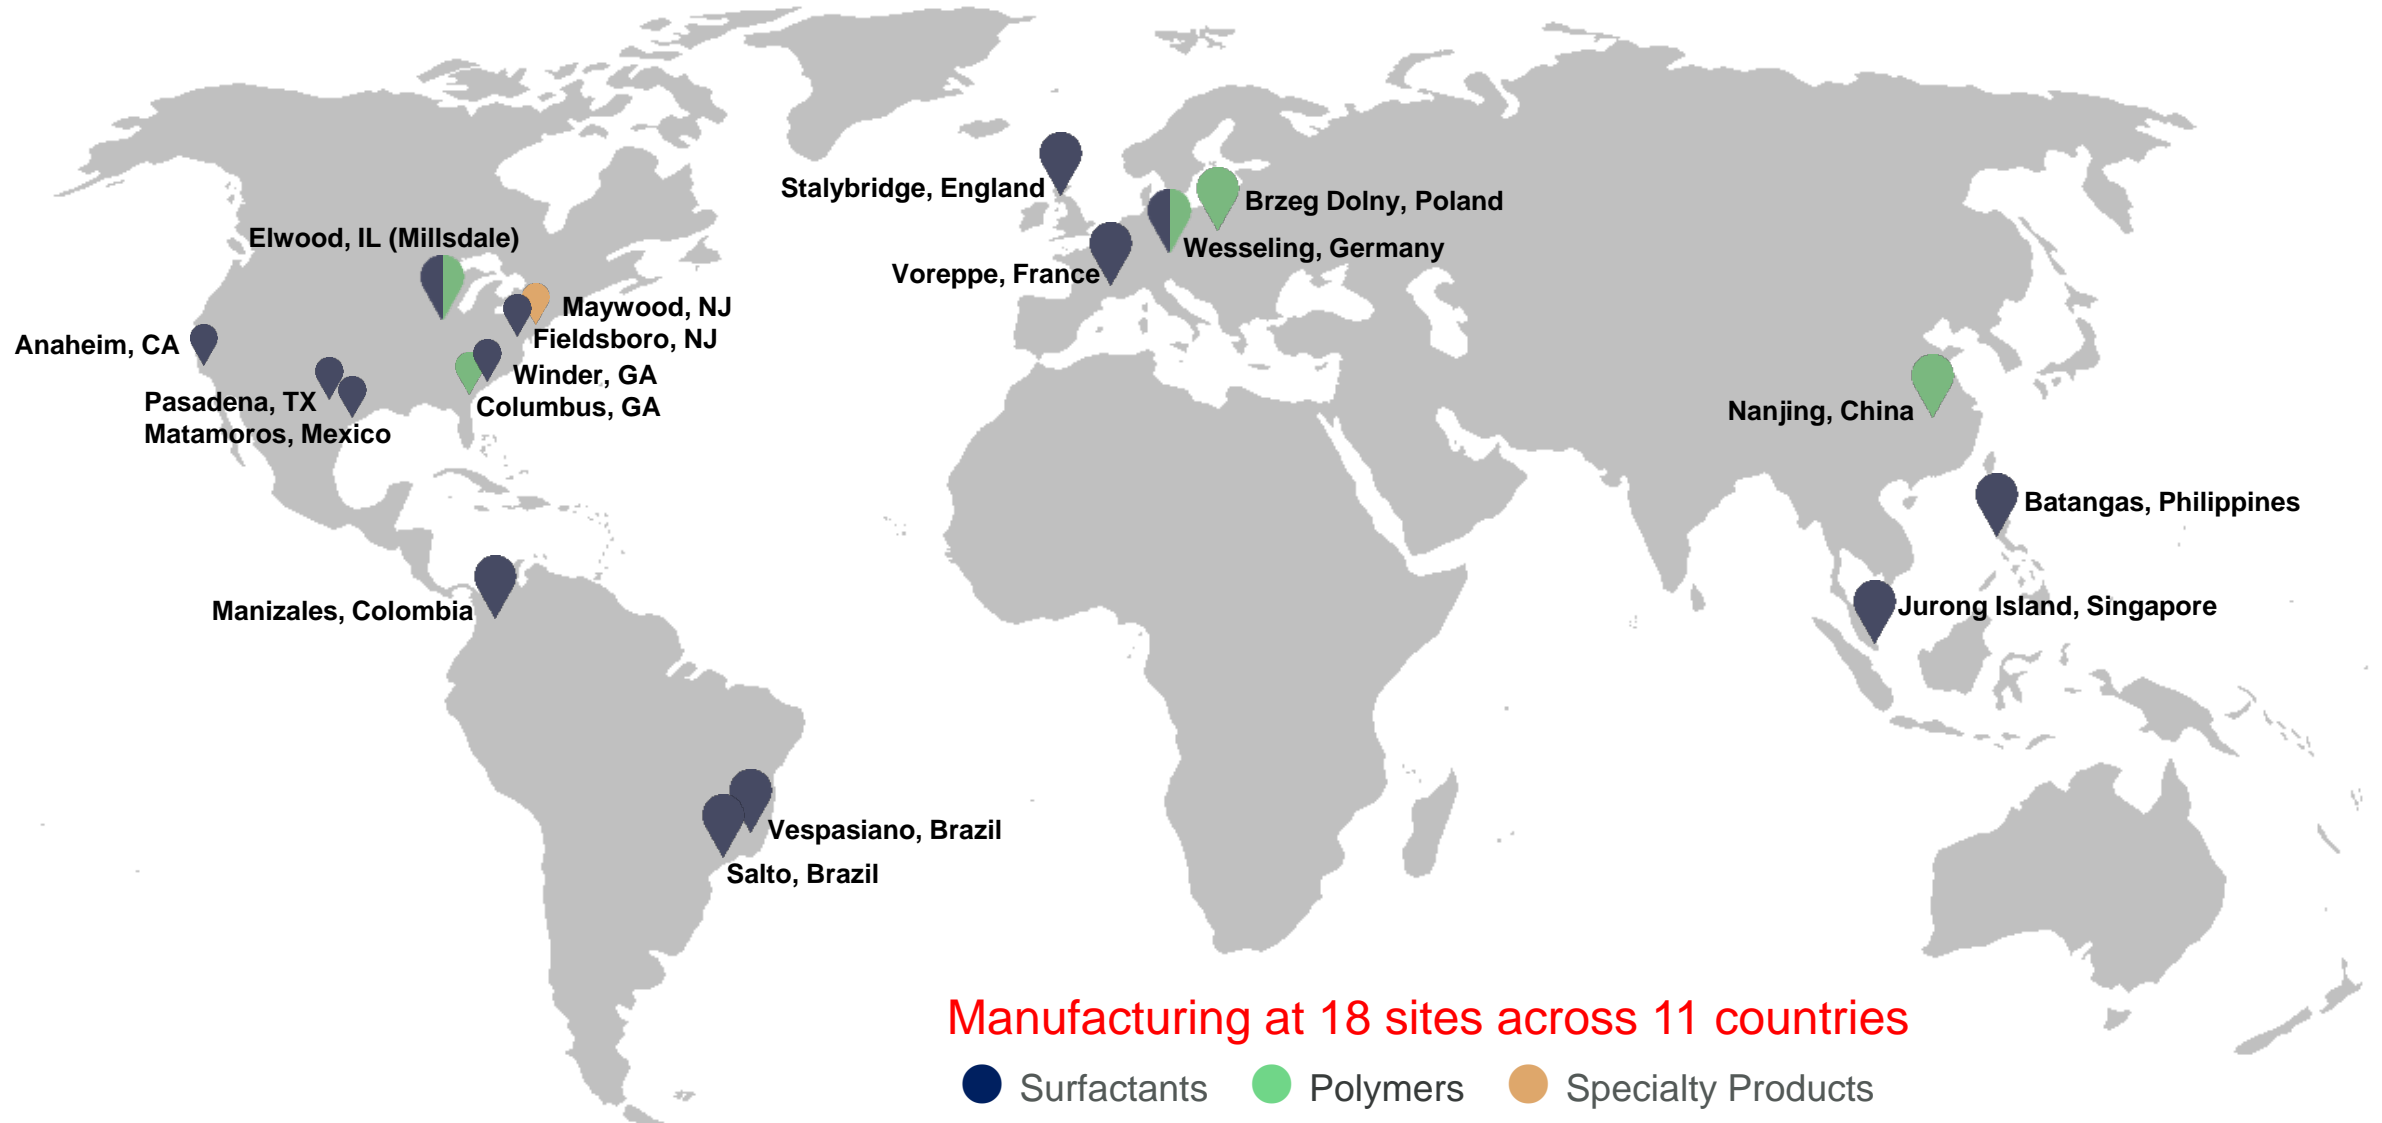 Stalybridge, England
Brzeg Dolny, Poland
Elwood, IL (Millsdale)
Wesseling, Germany
Voreppe, France
Maywood, NJ
Fieldsboro, NJ
Anaheim, CA
Winder, GA
Pasadena, TX
Columbus, GA
Nanjing, China
Matamoros, Mexico
Batangas, Philippines
Manizales, Colombia
Jurong Island, Singapore
Vespasiano, Brazil
Salto, Brazil
Manufacturing at 18 sites across 11 countries
Surfactants Polymers Specialty Products